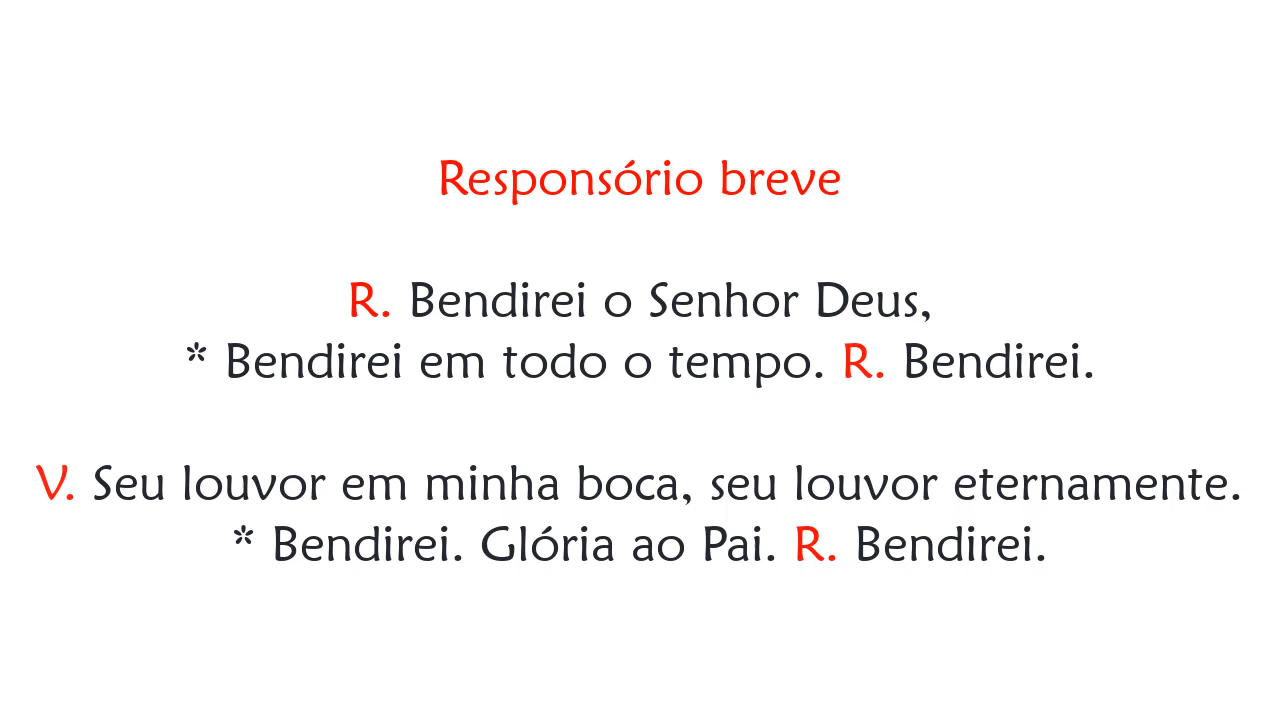 Responsório breve
R. Bendirei o Senhor Deus,
* Bendirei em todo o tempo. R. Bendirei.
V. Seu louvor em minha boca, seu louvor eternamente.
* Bendirei. Glória ao Pai. R. Bendirei.